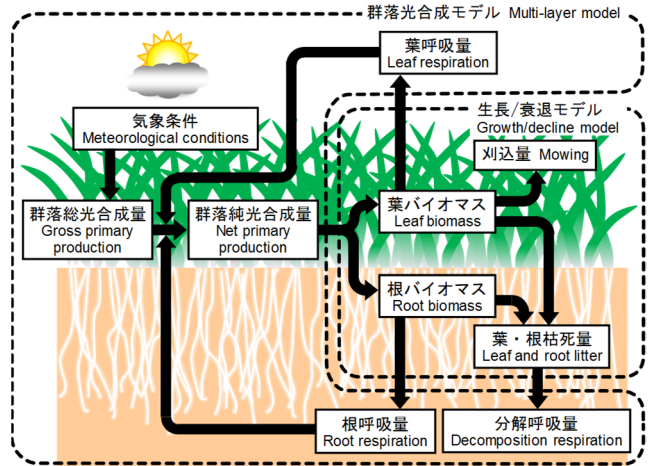 群落光合成モデル Multi-layer model
葉呼吸量
Leaf respiration
気象条件
Meteorological conditions
生長/衰退モデル
Growth/decline model
刈込量 Mowing
群落総光合成量
Gross primary
production
群落純光合成量
Net primary
production
葉バイオマス
Leaf biomass
根バイオマス
Root biomass
葉・根枯死量
Leaf and root litter
根呼吸量
Root respiration
分解呼吸量
Decomposition respiration